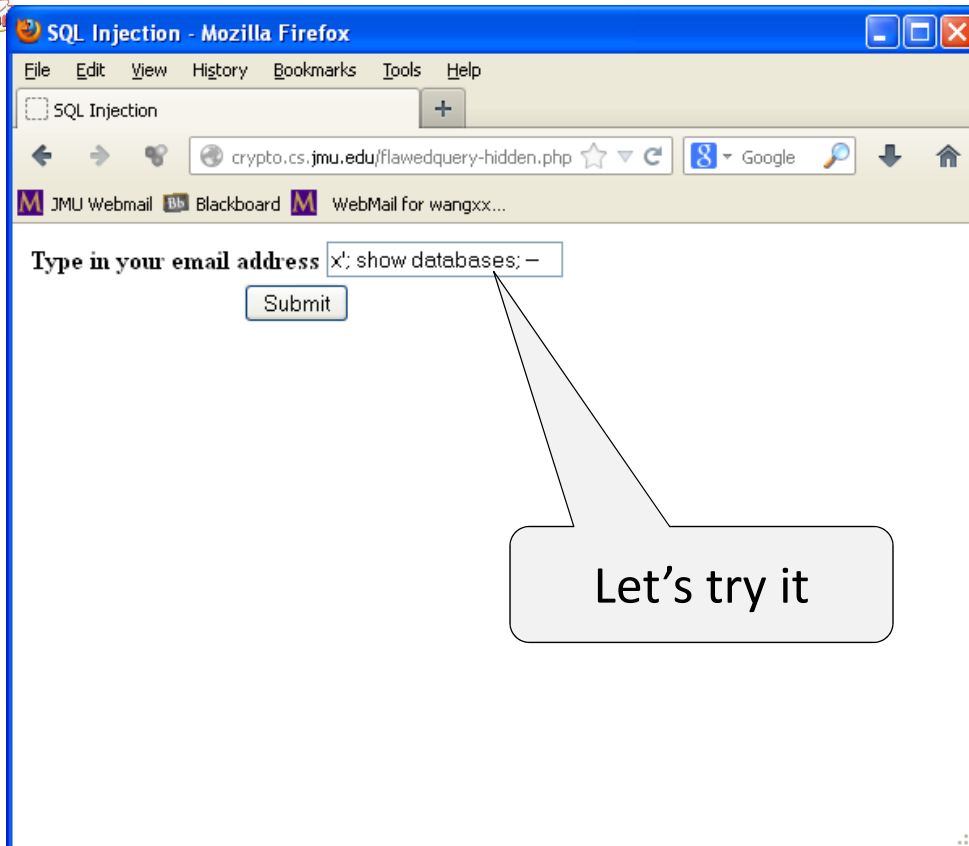 SQL Injection - Mozilla Firefox
File Edit View History Bookmarks Tools Help
SQL Injection +
crypto.cs.jmu.edu/flawedquery-hidden.php 8 Google
M JMU Webmail Bb Blackboard M WebMail for wangxx...
Type in your email address x'; show databases; –
Submit
Let’s try it